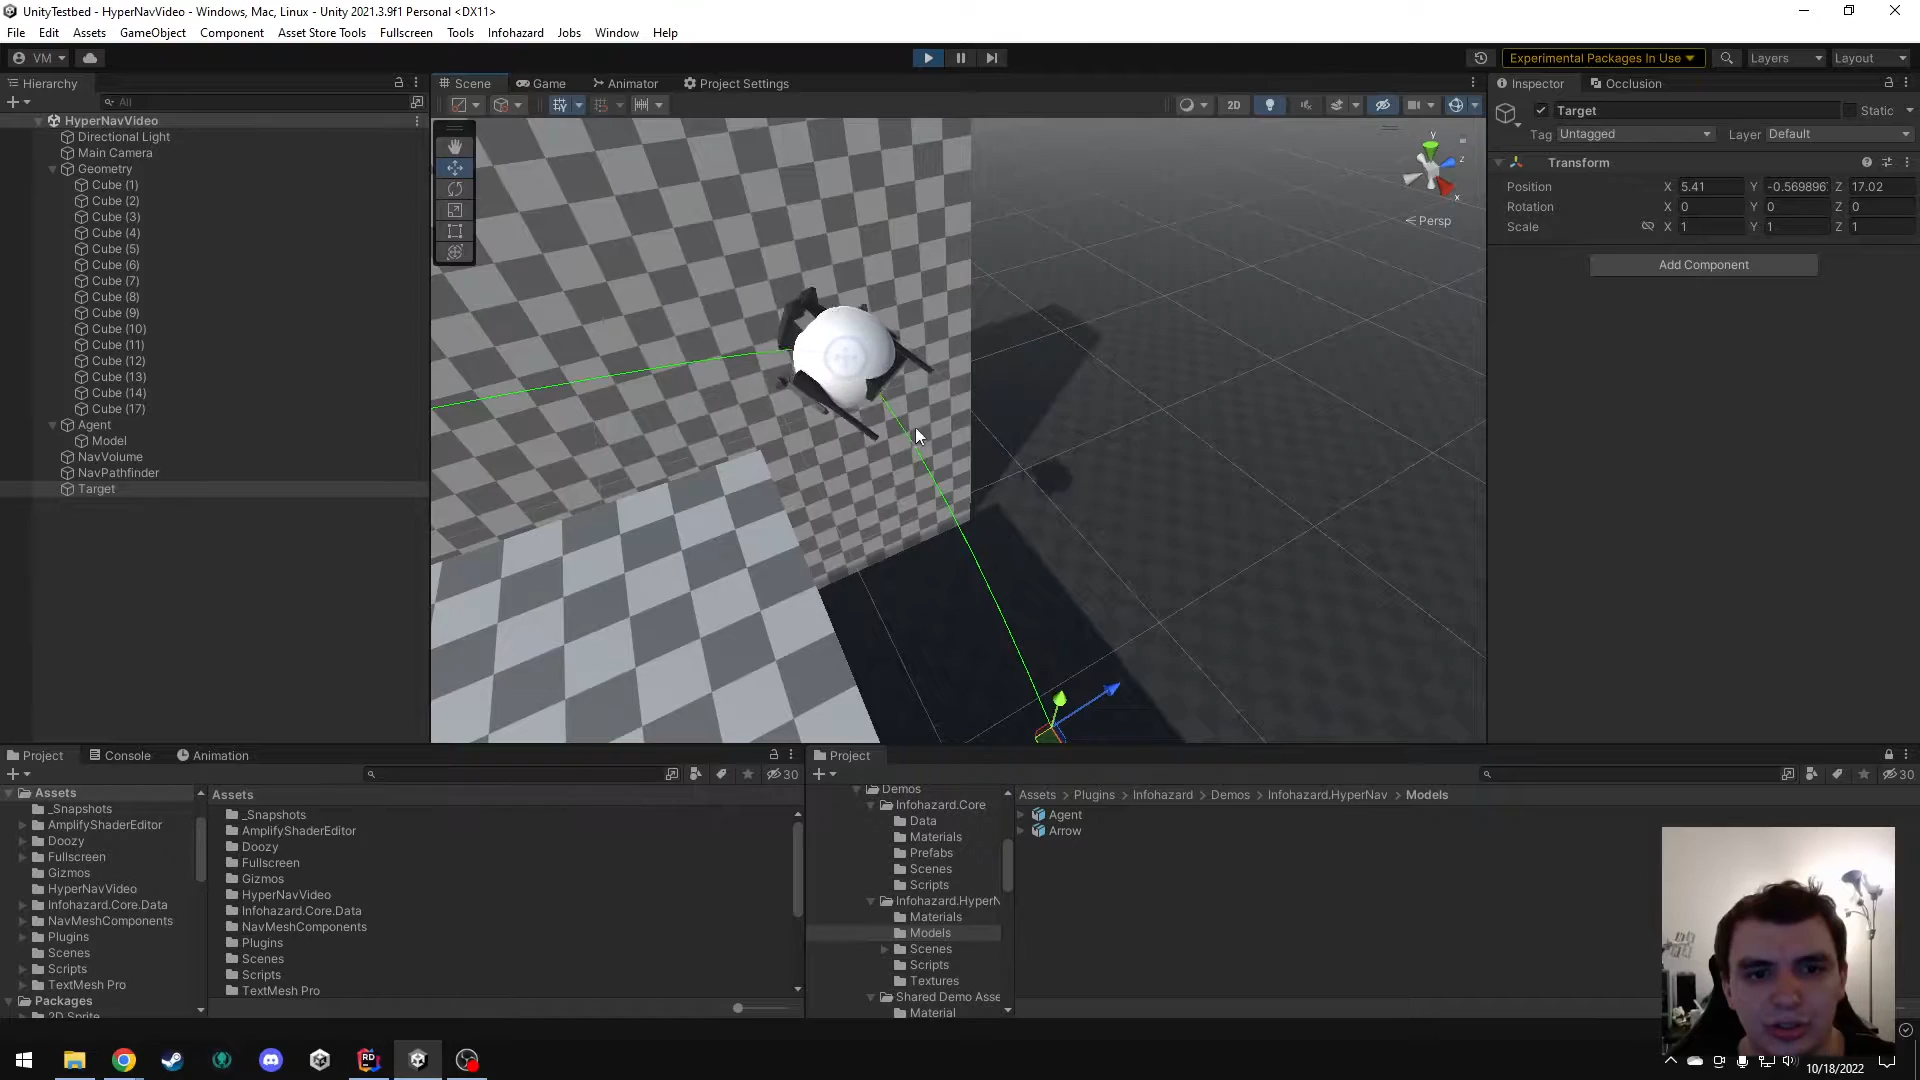 UnityTestbed - HyperNavVideo - Windows, Mac, Linux - Unity 2021.3.9f1 Personal <DX11>
File Edit Assets GameObject Component Asset Store Tools Fullscreen Tools Infohazard Jobs Window Help
VM Experimental Packages In Use Layers Layout
Hierarchy
Scene Game Animator Project Settings
Inspector Occlusion
All
2D
HyperNavVideo
Directional Light
Main Camera
Geometry
Cube (1)
Cube (2)
Cube (3)
Cube (4)
Cube (5)
Cube (6)
Cube (7)
Cube (8)
Cube (9)
Cube (10)
Cube (11)
Cube (12)
Cube (13)
Cube (14)
Cube (17)
Agent
Model
NavVolume
NavPathfinder
Target
y
z
x
Persp
Target Static
Tag Untagged Layer Default
Transform
Position X 5.41 Y -0.569896 Z 17.02
Rotation X 0 Y 0 Z 0
Scale X 1 Y 1 Z 1
Add Component
Project Console Animation
30
Assets
_Snapshots
AmplifyShaderEditor
Doozy
Fullscreen
Gizmos
HyperNavVideo
Infohazard.Core.Data
NavMeshComponents
Plugins
Scenes
Scripts
TextMesh Pro
Packages
2D Sprite
Assets
_Snapshots
AmplifyShaderEditor
Doozy
Fullscreen
Gizmos
HyperNavVideo
Infohazard.Core.Data
NavMeshComponents
Plugins
Scenes
Scripts
TextMesh Pro
Project
30
Demos
Infohazard.Core
Data
Materials
Prefabs
Scenes
Scripts
Infohazard.HyperN
Materials
Models
Scenes
Scripts
Textures
Shared Demo Asse
Material
Assets > Plugins > Infohazard > Demos > Infohazard.HyperNav > Models
Agent
Arrow
RD
10/18/2022